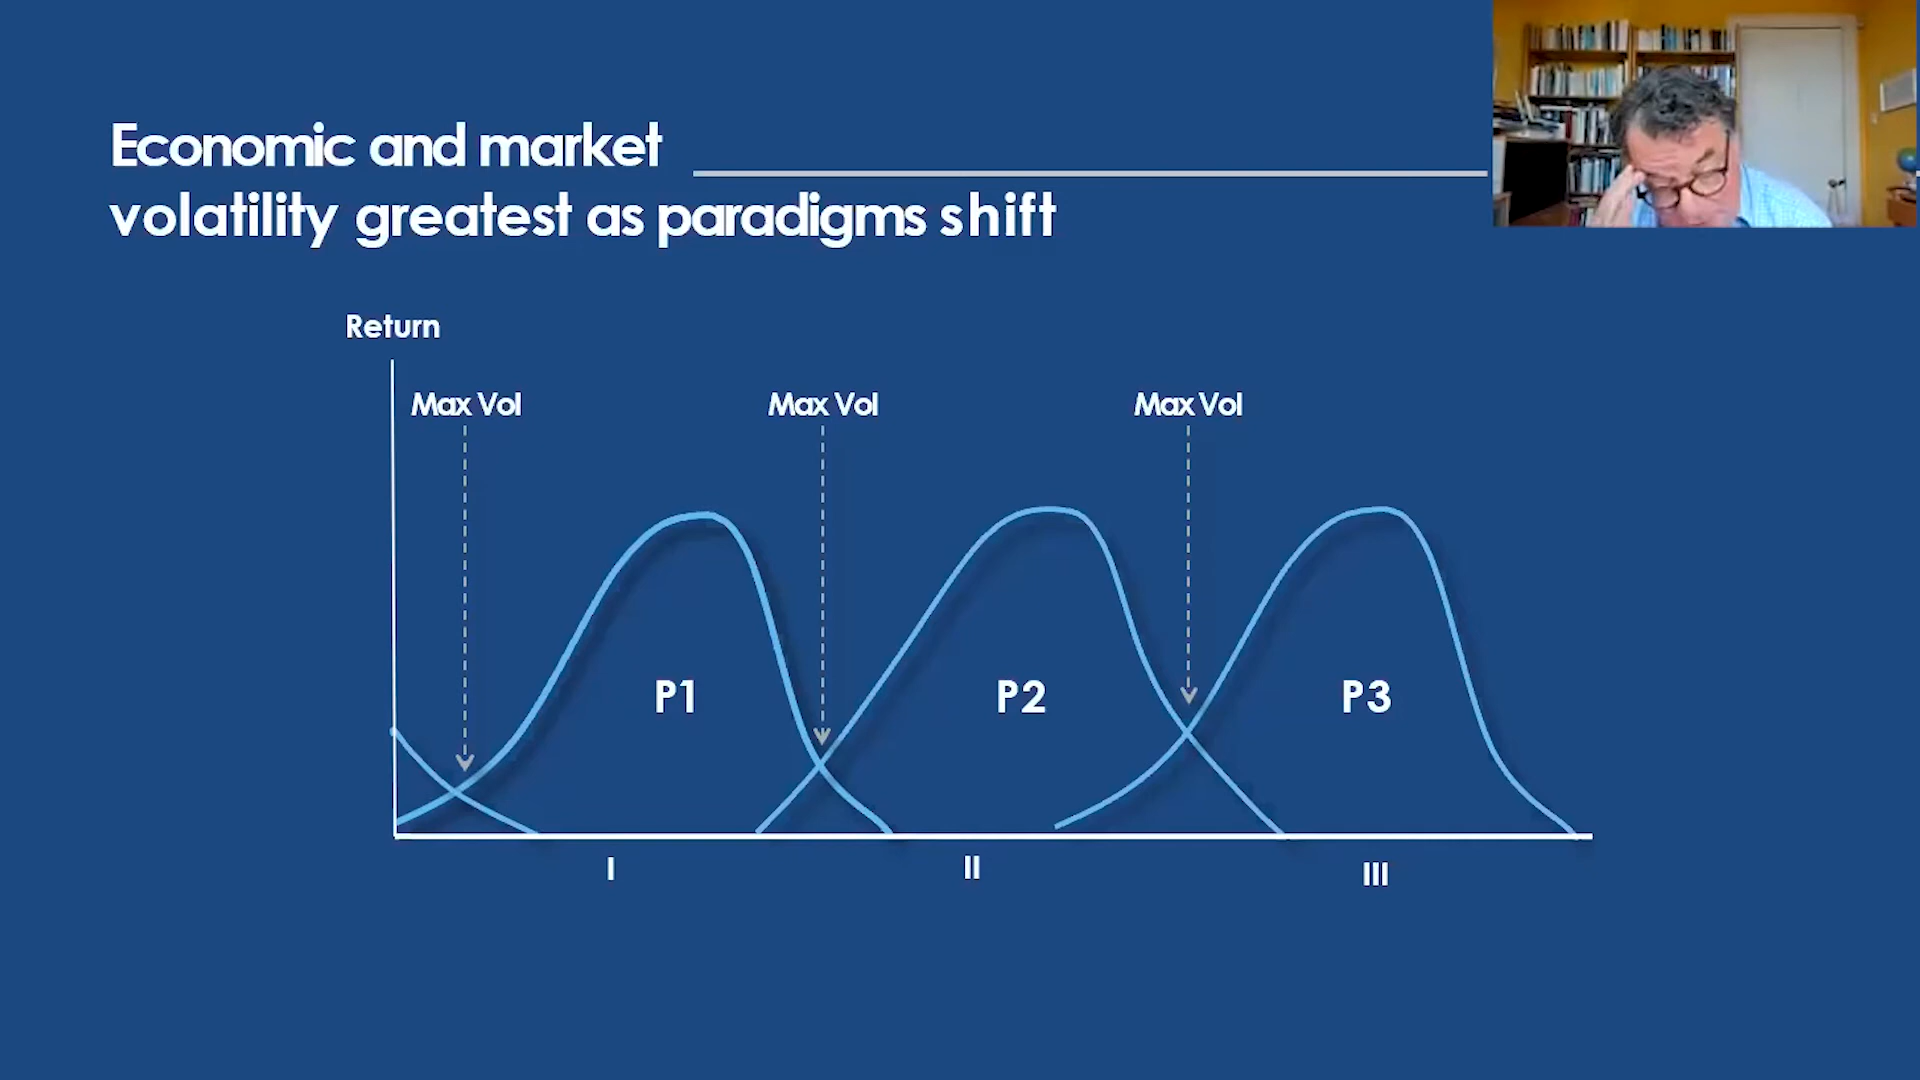 Economic and market
volatility greatest as paradigms shift
Return
Max Vol
Max Vol
Max Vol
P1
P2
P3
I
II
III